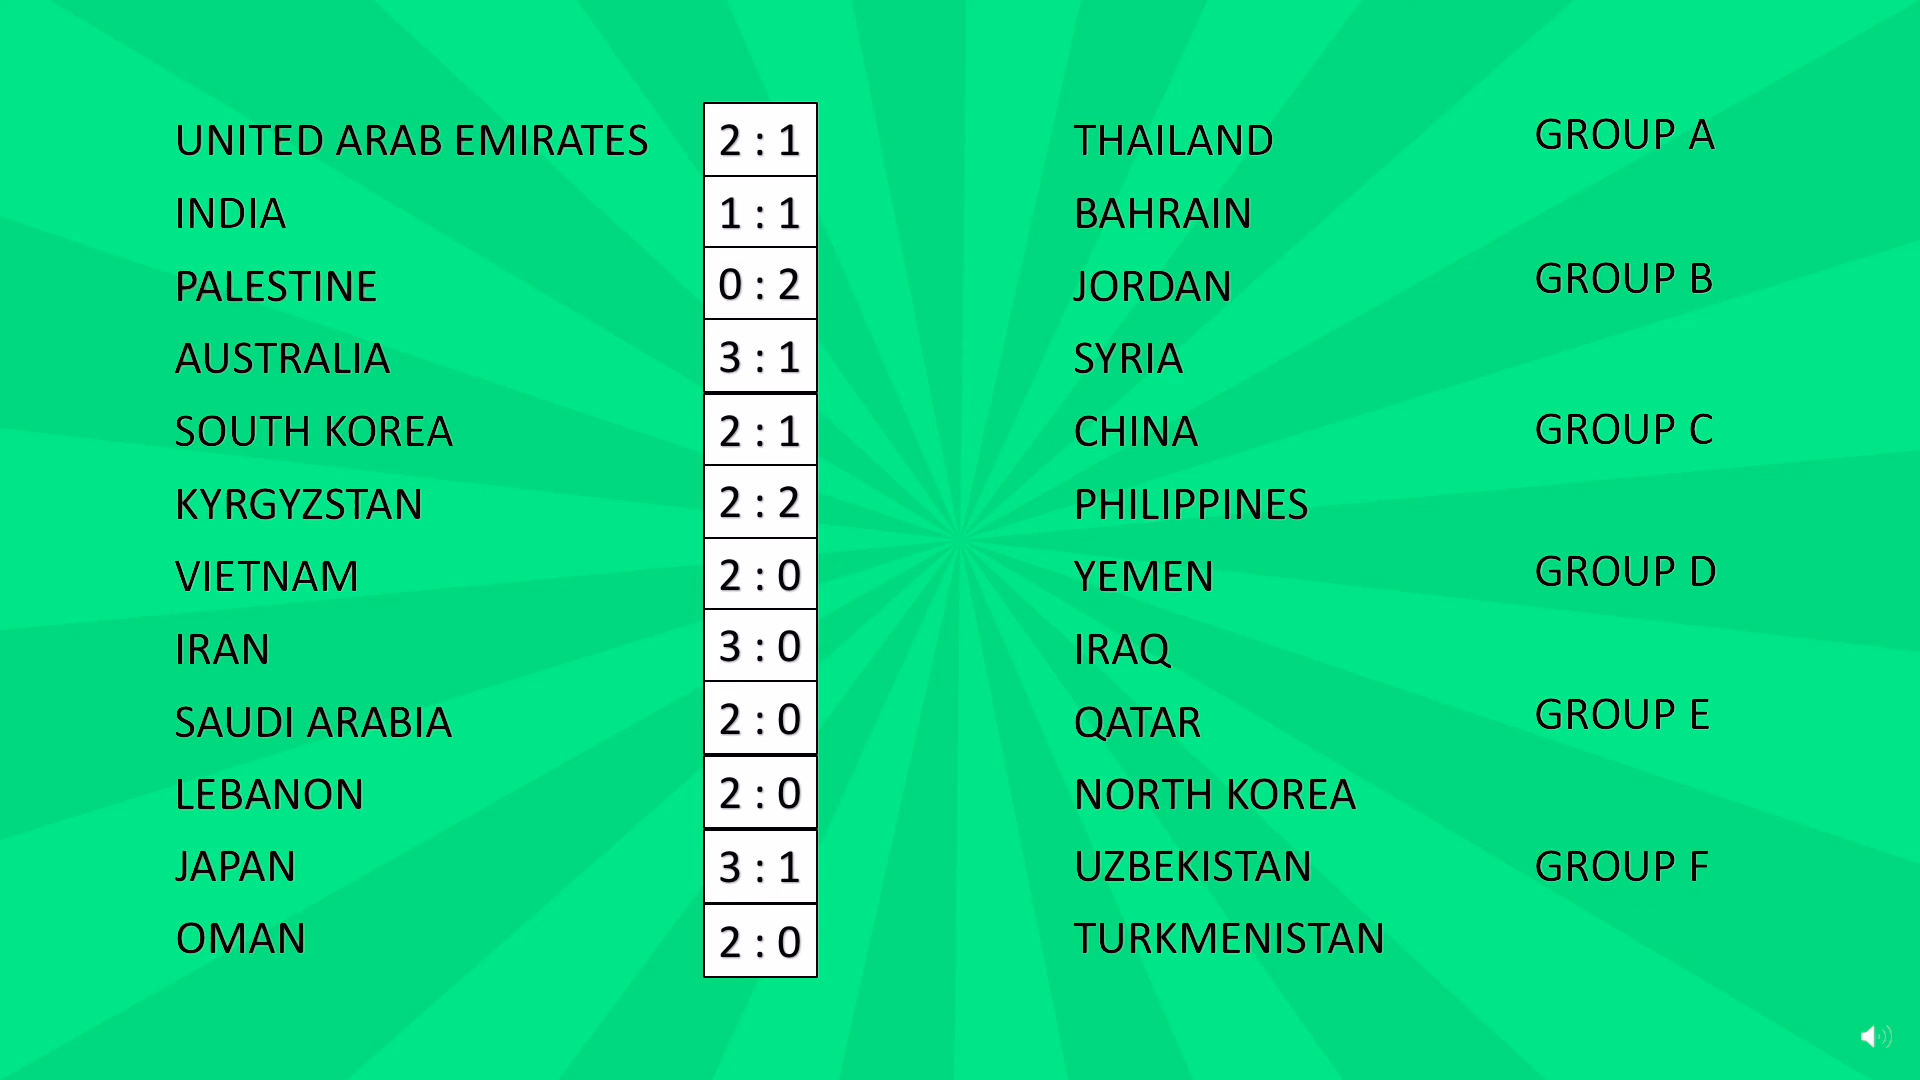 UNITED ARAB EMIRATES 2 : 1 THAILAND GROUP A
INDIA 1 : 1 BAHRAIN
PALESTINE 0 : 2 JORDAN GROUP B
AUSTRALIA 3 : 1 SYRIA
SOUTH KOREA 2 : 1 CHINA GROUP C
KYRGYZSTAN 2 : 2 PHILIPPINES
VIETNAM 2 : 0 YEMEN GROUP D
IRAN 3 : 0 IRAQ
SAUDI ARABIA 2 : 0 QATAR GROUP E
LEBANON 2 : 0 NORTH KOREA
JAPAN 3 : 1 UZBEKISTAN GROUP F
OMAN 2 : 0 TURKMENISTAN